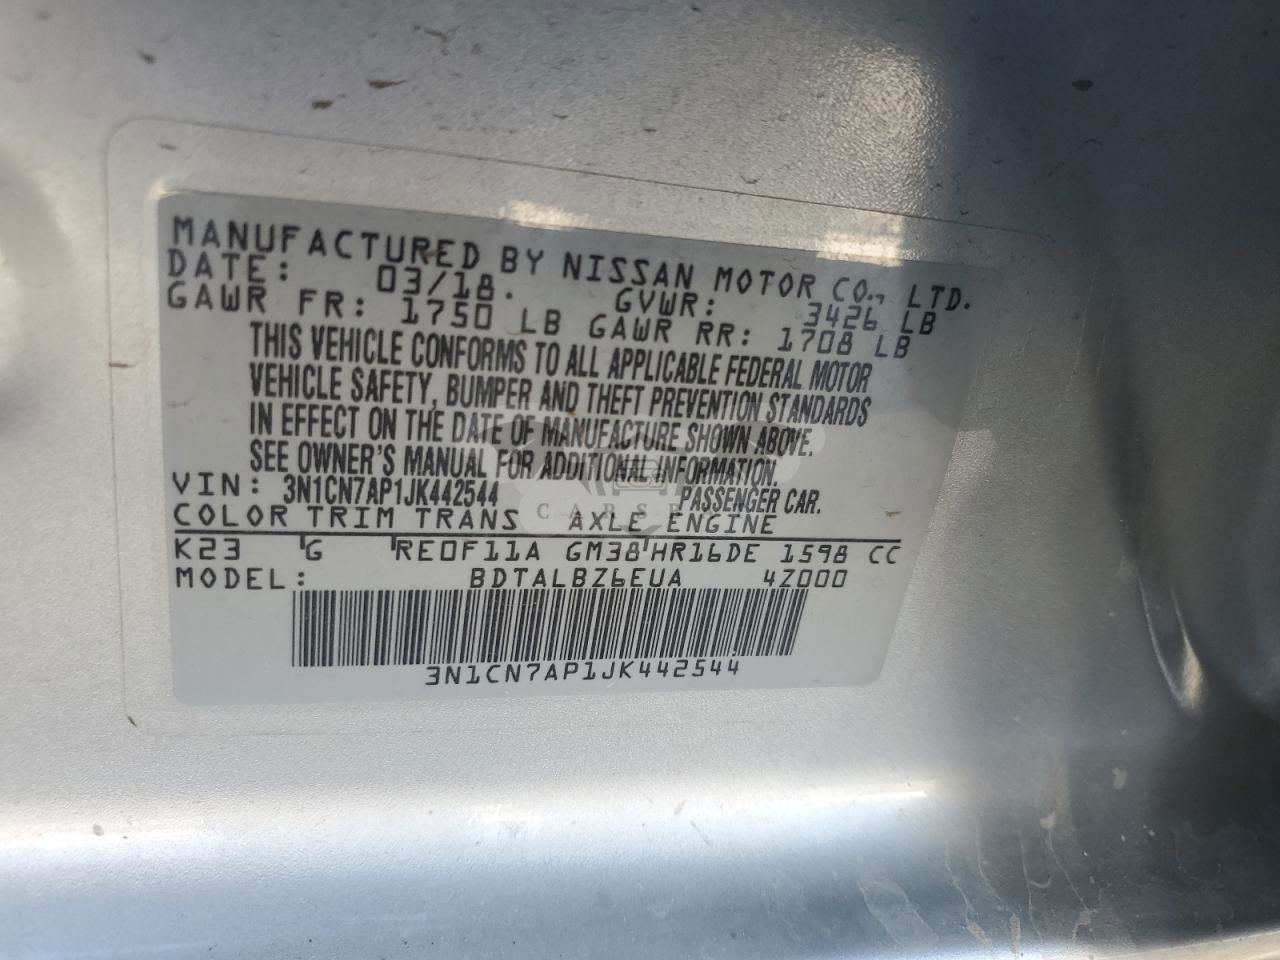 MANUFACTURED BY NISSAN MOTOR CO., LTD.
DATE: 03/18. GVWR: 3426 LB
GAWR FR: 1750 LB GAWR RR: 1708 LB
THIS VEHICLE CONFORMS TO ALL APPLICABLE FEDERAL MOTOR
VEHICLE SAFETY, BUMPER AND THEFT PREVENTION STANDARDS
IN EFFECT ON THE DATE OF MANUFACTURE SHOWN ABOVE.
SEE OWNER'S MANUAL FOR ADDITIONAL INFORMATION.
VIN: 3N1CN7AP1JK442544 PASSENGER CAR.
COLOR TRIM TRANS AXLE ENGINE
K23 G RE0F11A GM38 HR16DE 1598 CC
MODEL: BDTALBZ6EUA 4Z000
3N1CN7AP1JK442544